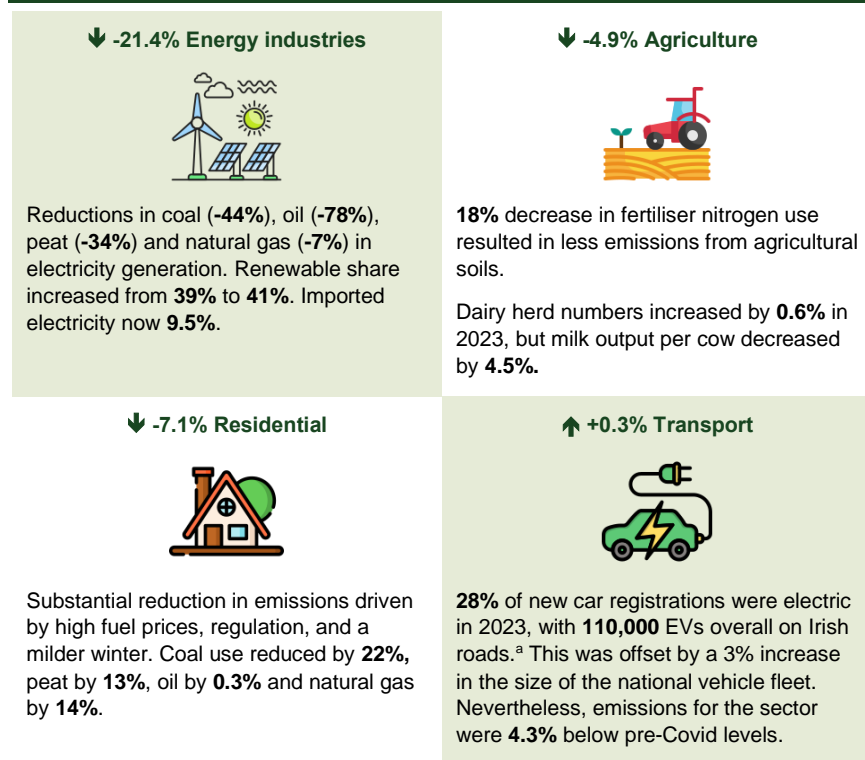 🡻 -21.4% Energy industries
Reductions in coal (-44%), oil (-78%),
peat (-34%) and natural gas (-7%) in
electricity generation. Renewable share
increased from 39% to 41%. Imported
electricity now 9.5%.
🡻 -4.9% Agriculture
18% decrease in fertiliser nitrogen use
resulted in less emissions from agricultural
soils.
Dairy herd numbers increased by 0.6% in
2023, but milk output per cow decreased
by 4.5%.
🡻 -7.1% Residential
Substantial reduction in emissions driven
by high fuel prices, regulation, and a
milder winter. Coal use reduced by 22%,
peat by 13%, oil by 0.3% and natural gas
by 14%.
🡹 +0.3% Transport
28% of new car registrations were electric
in 2023, with 110,000 EVs overall on Irish
roads.ᵃ This was offset by a 3% increase
in the size of the national vehicle fleet.
Nevertheless, emissions for the sector
were 4.3% below pre-Covid levels.